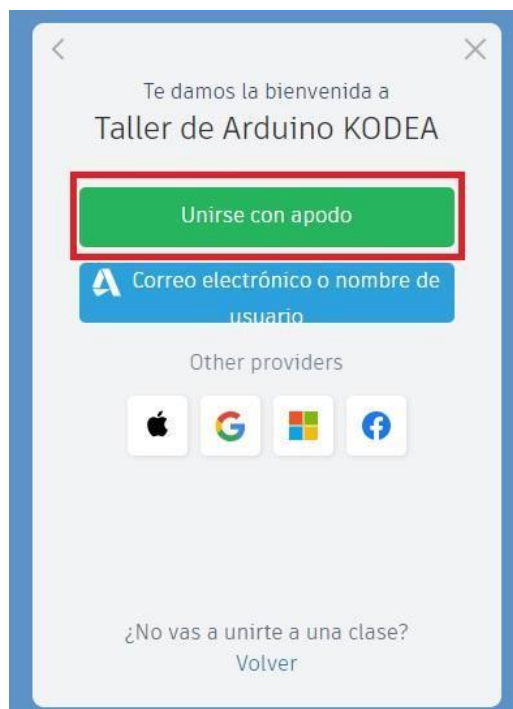 Te damos la bienvenida a
Taller de Arduino KODEA
Unirse con apodo
Correo electrónico o nombre de
usuario
Other providers
¿No vas a unirte a una clase?
Volver